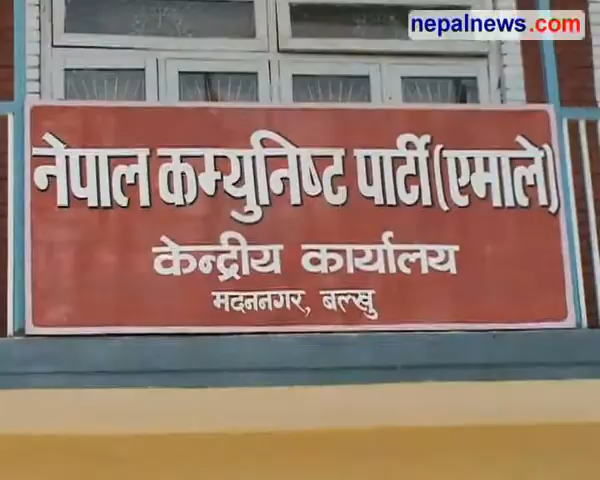 nepalnews.com
नेपाल कम्युनिष्ट पार्टी (एमाले)
केन्द्रीय कार्यालय
मदननगर, बल्खु